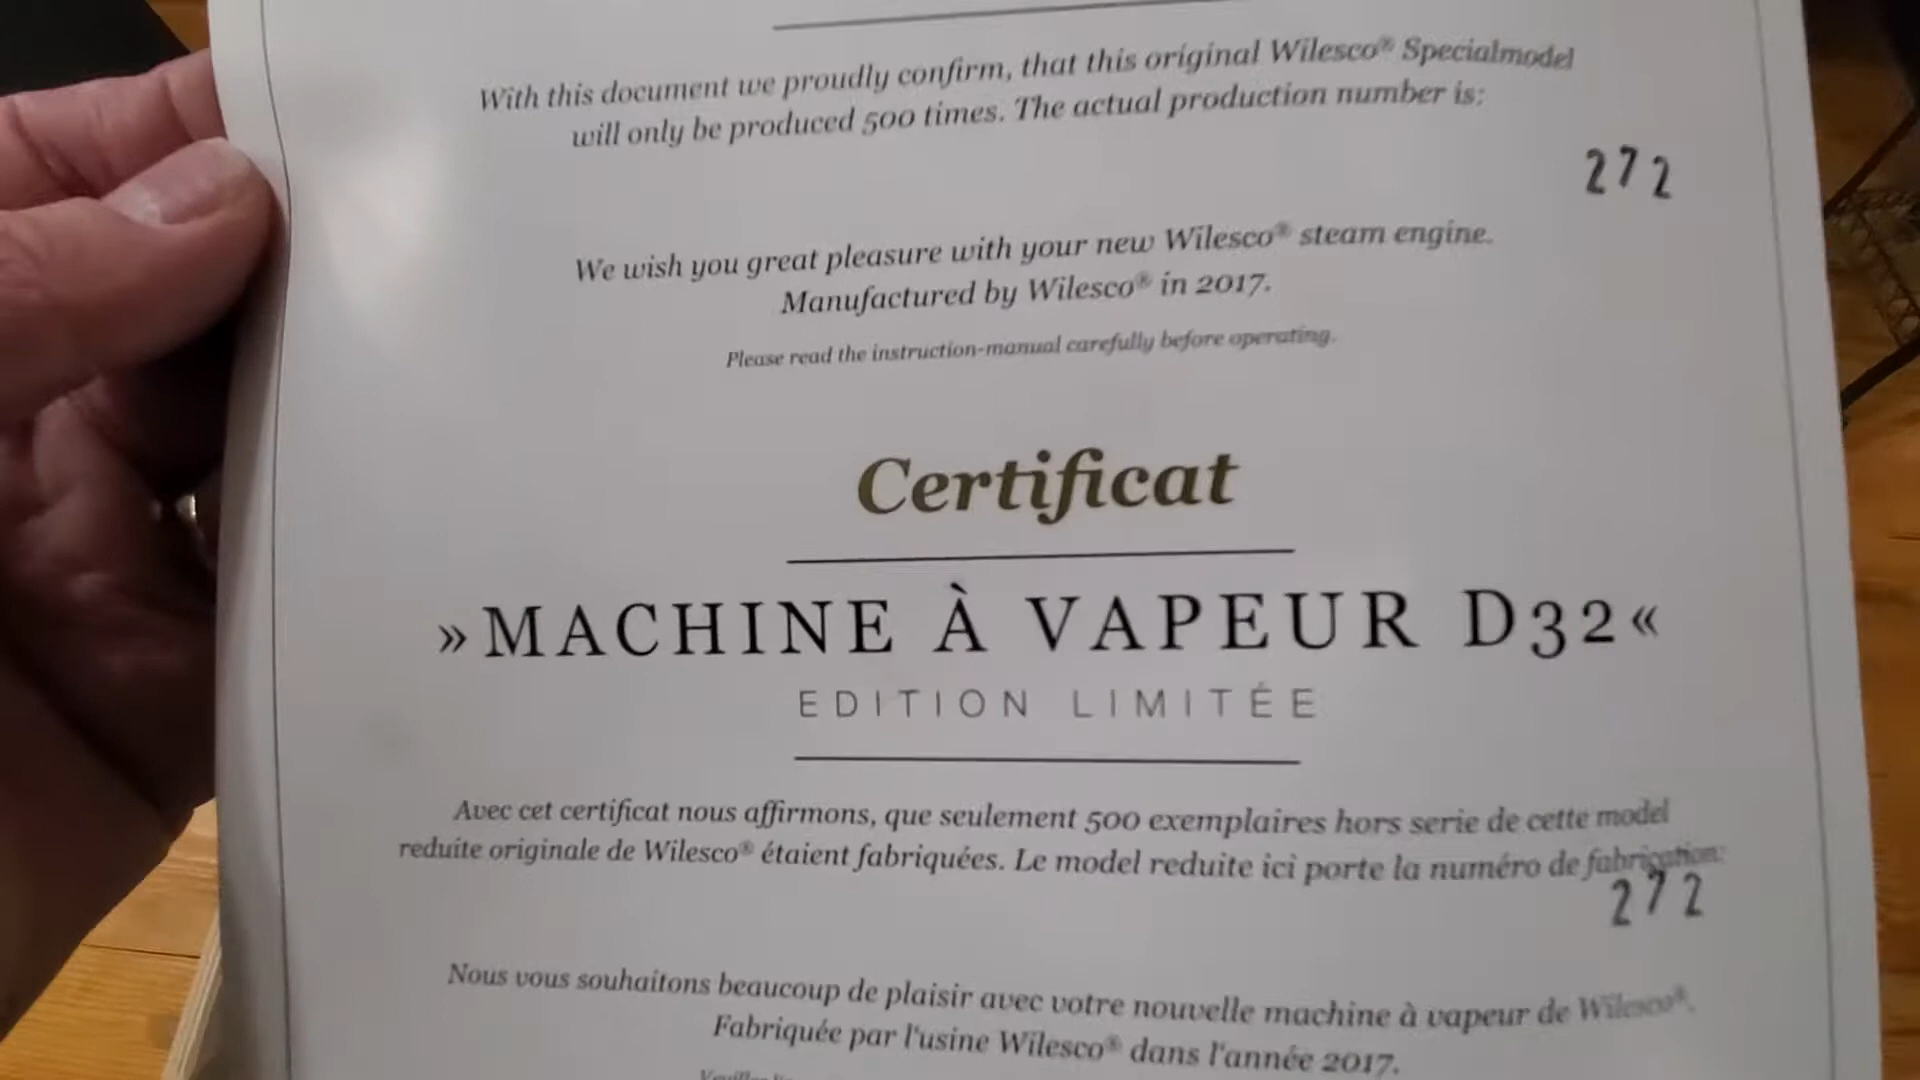 With this document we proudly confirm, that this original Wilesco® Specialmodel
will only be produced 500 times. The actual production number is:
272
We wish you great pleasure with your new Wilesco® steam engine.
Manufactured by Wilesco® in 2017.
Please read the instruction-manual carefully before operating.
Certificat
»MACHINE À VAPEUR D32«
EDITION LIMITÉE
Avec cet certificat nous affirmons, que seulement 500 exemplaires hors serie de cette model
reduite originale de Wilesco® étaient fabriquées. Le model reduite ici porte la numéro de fabrication:
272
Nous vous souhaitons beaucoup de plaisir avec votre nouvelle machine à vapeur de Wilesco®.
Fabriquée par l'usine Wilesco® dans l'année 2017.